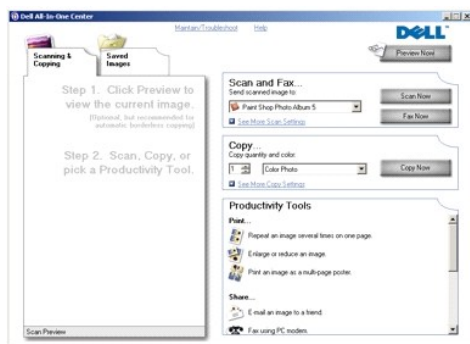 Dell All-In-One Center
Maintain/Troubleshoot Help
DELL
Scanning & Copying
Saved Images
Preview Now!
Step 1. Click Preview to
view the current image.
(Optional, but recommended for
automatic borderless copying)
Step 2. Scan, Copy, or
pick a Productivity Tool.
Scan Preview
Scan and Fax...
Send scanned image to:
Paint Shop Photo Album 5
Scan Now
See More Scan Settings
Fax Now
Copy...
Copy quantity and color.
1 Color Photo
Copy Now
See More Copy Settings
Productivity Tools
Print...
Repeat an image several times on one page.
Enlarge or reduce an image.
Print an image as a multi-page poster.
Share...
E-mail an image to a friend
Fax using PC modem.